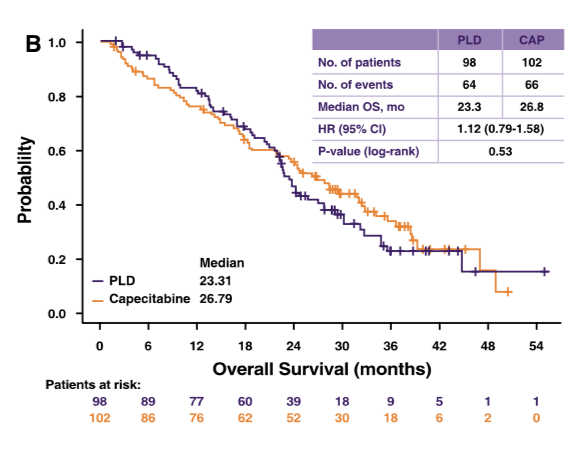 B
PLD CAP
No. of patients 98 102
No. of events 64 66
Median OS, mo 23.3 26.8
HR (95% CI) 1.12 (0.79-1.58)
P-value (log-rank) 0.53
1.0
0.8
0.6
0.4
0.2
0.0
Probablity
Median
PLD 23.31
Capecitabine 26.79
0 6 12 18 24 30 36 42 48 54
Overall Survival (months)
Patients at risk:
98 89 77 60 39 18 9 5 1 1
102 86 76 62 52 30 18 6 2 0